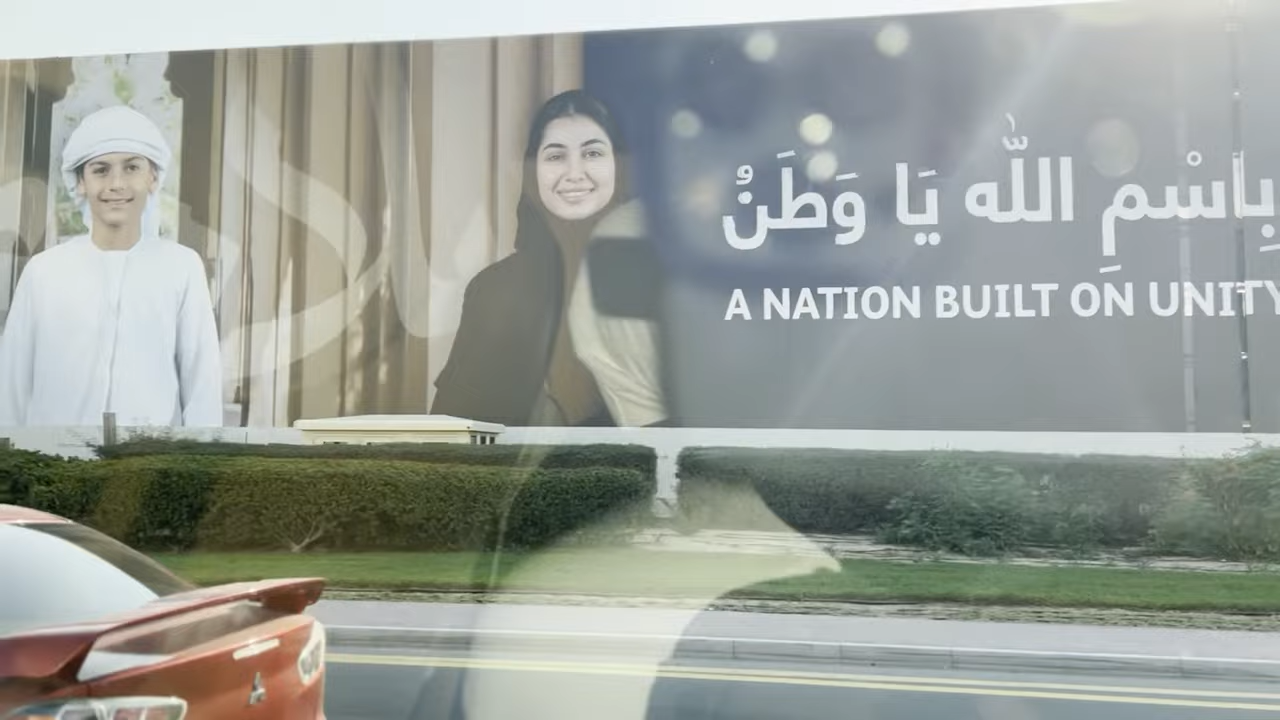 بِاسْمِ اللّٰه يَا وَطَنْ
A NATION BUILT ON UNITY